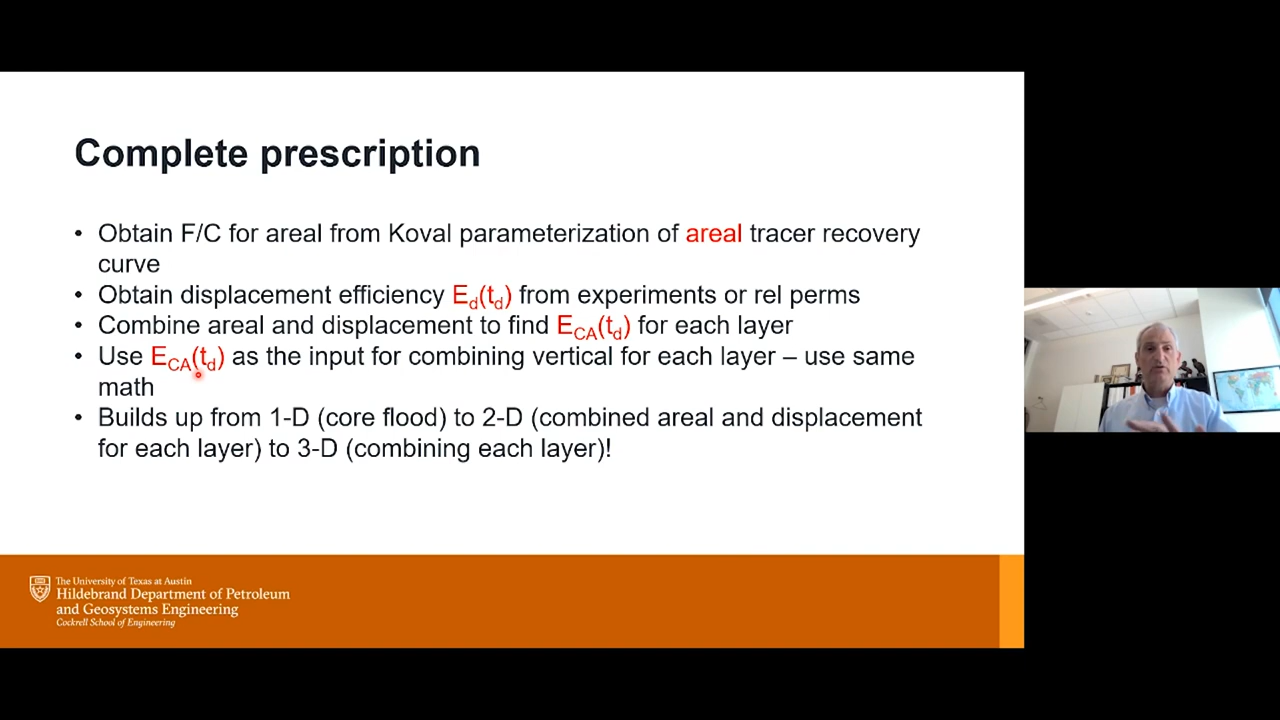 Complete prescription
• Obtain F/C for areal from Koval parameterization of areal tracer recovery
curve
• Obtain displacement efficiency Ed(td) from experiments or rel perms
• Combine areal and displacement to find ECA(td) for each layer
• Use ECA(td) as the input for combining vertical for each layer – use same
math
• Builds up from 1-D (core flood) to 2-D (combined areal and displacement
for each layer) to 3-D (combining each layer)!
The University of Texas at Austin
Hildebrand Department of Petroleum
and Geosystems Engineering
Cockrell School of Engineering